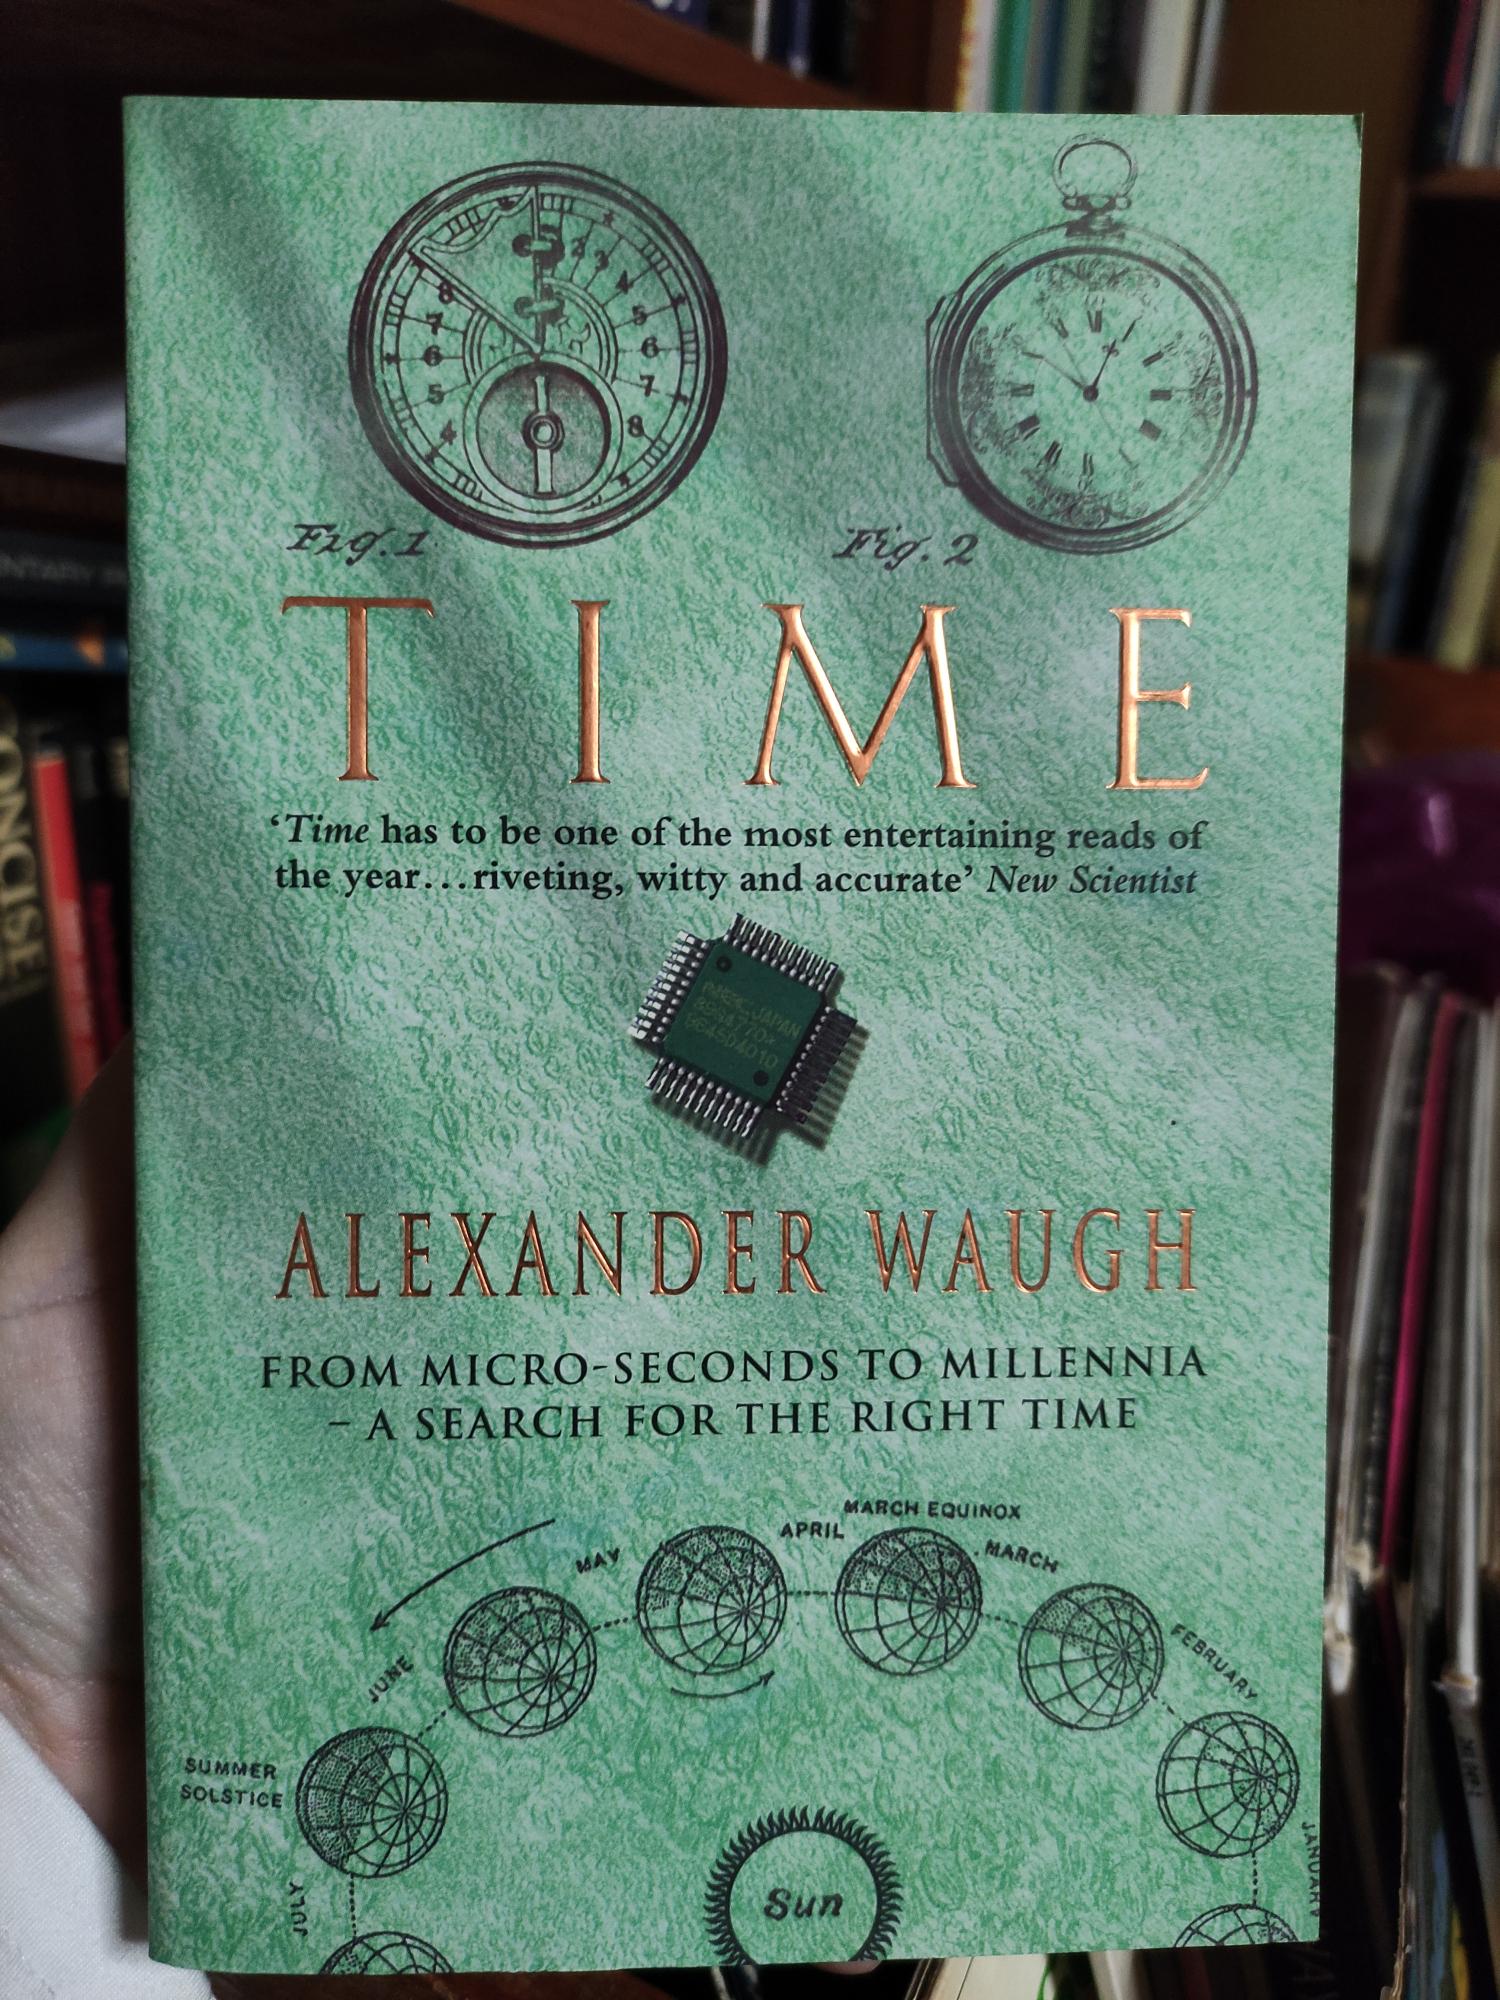 Fig. 1
Fig. 2
TIME
‘Time has to be one of the most entertaining reads of
the year...riveting, witty and accurate’ New Scientist
JAPAN
ALEXANDER WAUGH
FROM MICRO-SECONDS TO MILLENNIA
– A SEARCH FOR THE RIGHT TIME
MARCH EQUINOX
APRIL
MARCH
MAY
FEBRUARY
JUNE
SUMMER
SOLSTICE
JANUARY
JULY
Sun
ONCISE